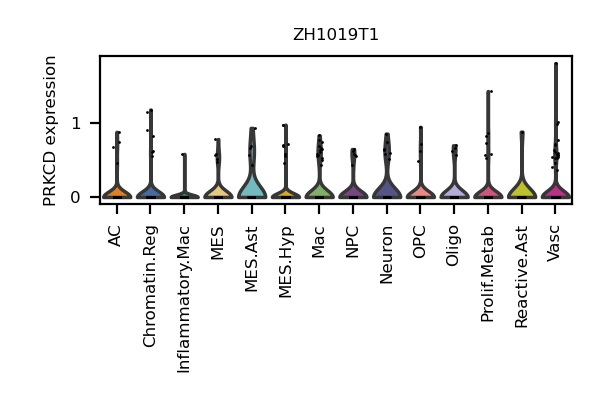 ZH1019T1
PRKCD expression
1
0
AC
Chromatin.Reg
Inflammatory.Mac
MES
MES.Ast
MES.Hyp
Mac
NPC
Neuron
OPC
Oligo
Prolif.Metab
Reactive.Ast
Vasc